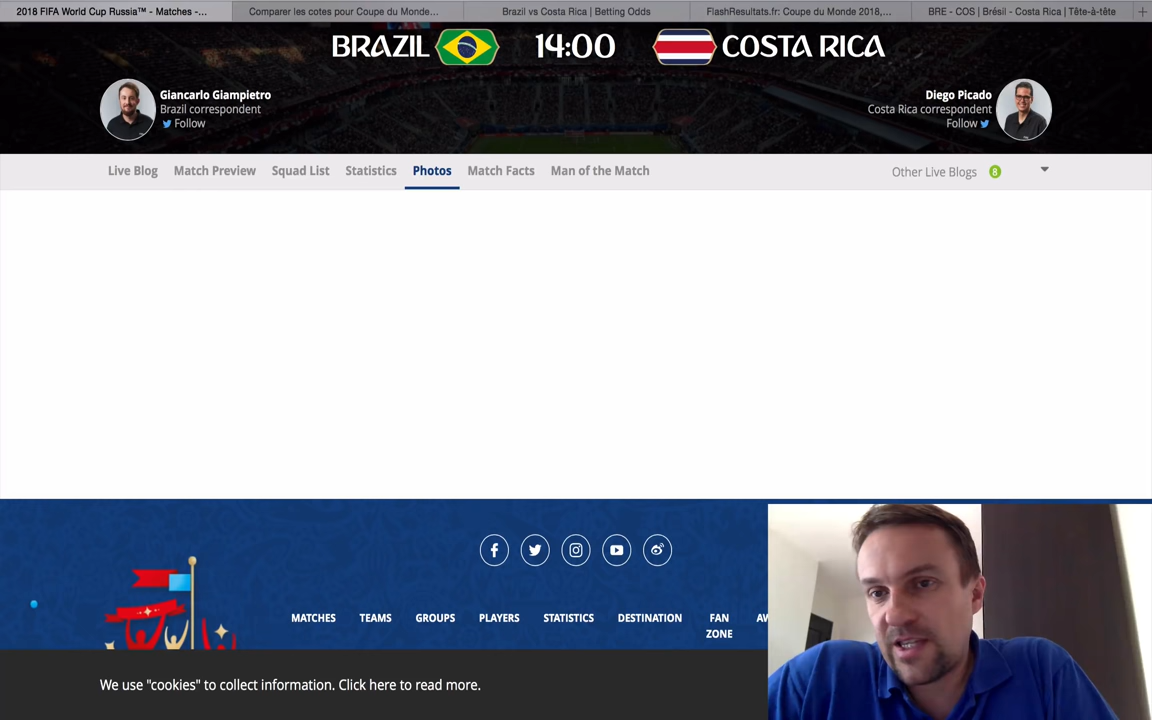 2018 FIFA World Cup Russia™ - Matches -...
Comparer les cotes pour Coupe du Monde...
Brazil vs Costa Rica | Betting Odds
FlashResultats.fr: Coupe du Monde 2018,...
BRE - COS | Brésil - Costa Rica | Tête-à-tête
BRAZIL 14:00 COSTA RICA
Giancarlo Giampietro
Brazil correspondent
Follow
Diego Picado
Costa Rica correspondent
Follow
Live Blog Match Preview Squad List Statistics Photos Match Facts Man of the Match
Other Live Blogs 8
MATCHES TEAMS GROUPS PLAYERS STATISTICS DESTINATION FAN ZONE AW
We use "cookies" to collect information. Click here to read more.